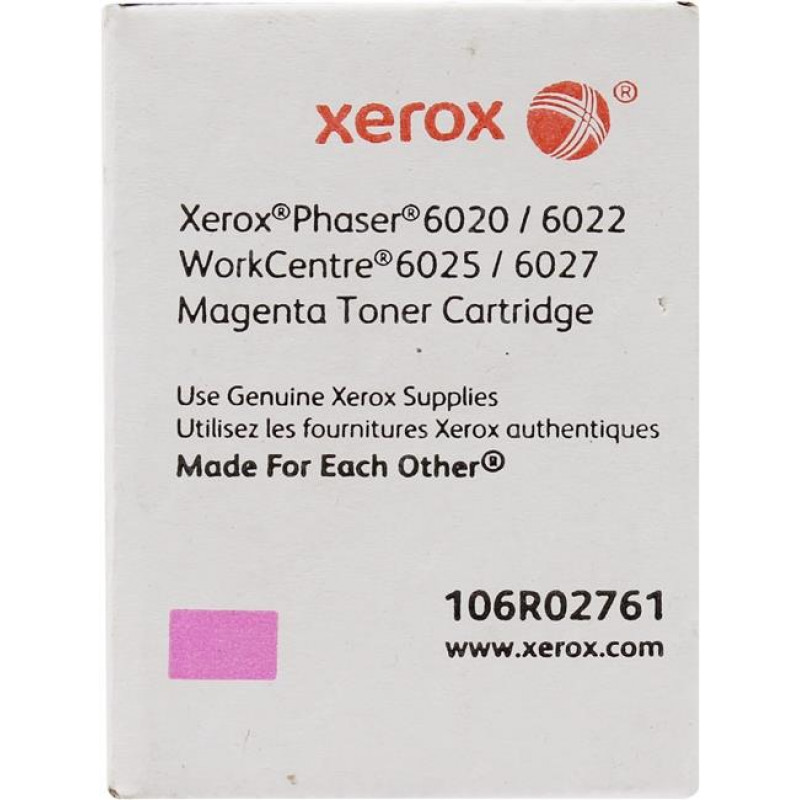 xerox ®
Xerox®Phaser®6020 / 6022
WorkCentre®6025 / 6027
Magenta Toner Cartridge
Use Genuine Xerox Supplies
Utilisez les fournitures Xerox authentiques
Made For Each Other®
106R02761
www.xerox.com